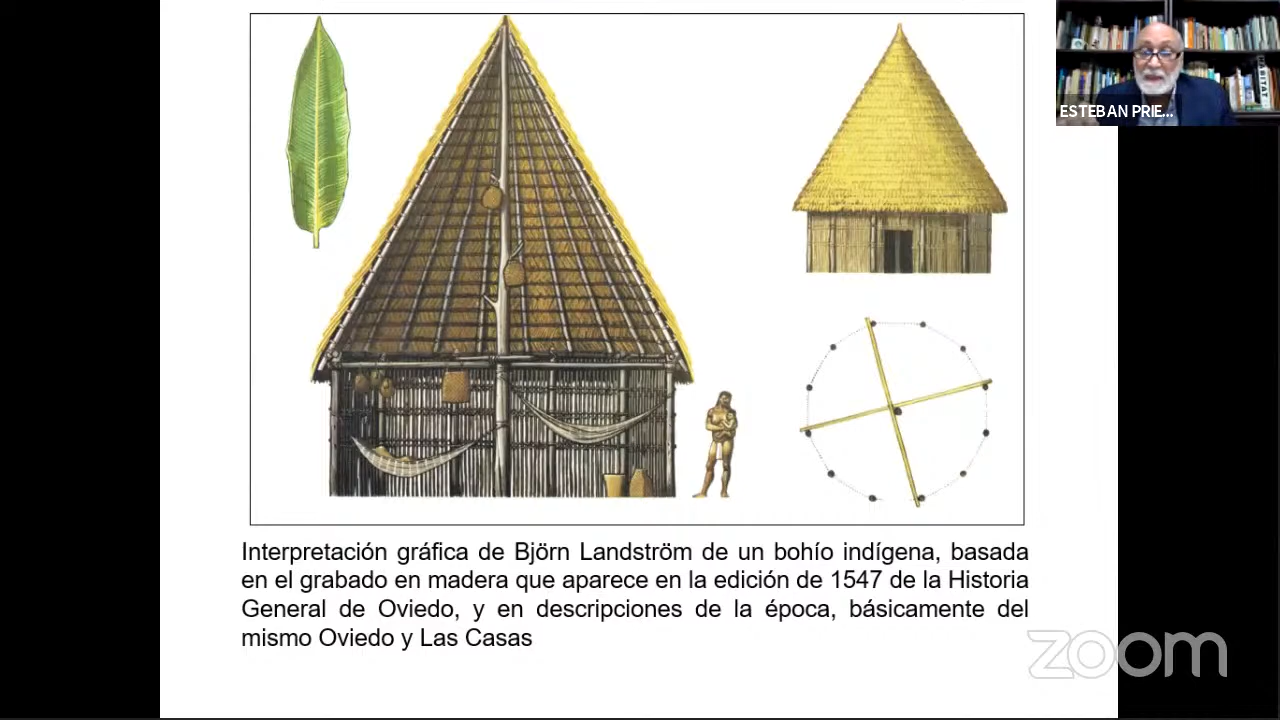 ESTEBAN PRIE...
HABITAT
Interpretación gráfica de Björn Landström de un bohío indígena, basada
en el grabado en madera que aparece en la edición de 1547 de la Historia
General de Oviedo, y en descripciones de la época, básicamente del
mismo Oviedo y Las Casas
zoom